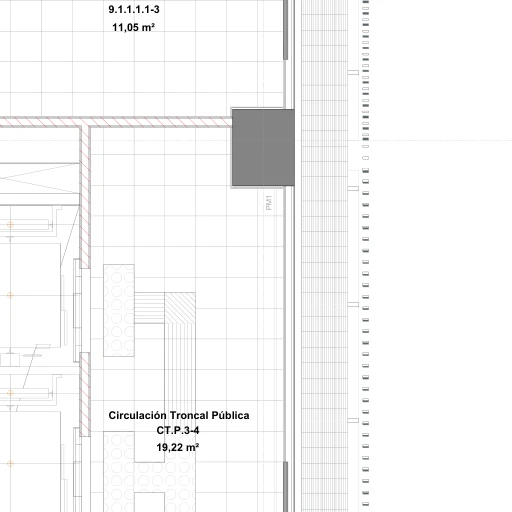 9.1.1.1.1-3
11,05 m²
PM1
Circulación Troncal Pública
CT.P.3-4
19,22 m²